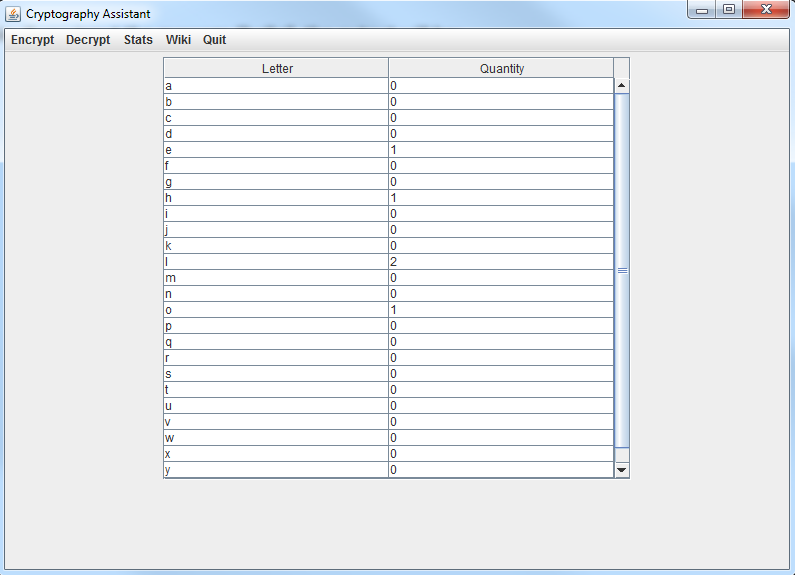 Cryptography Assistant
Encrypt Decrypt Stats Wiki Quit
Letter Quantity
a 0
b 0
c 0
d 0
e 1
f 0
g 0
h 1
i 0
j 0
k 0
l 2
m 0
n 0
o 1
p 0
q 0
r 0
s 0
t 0
u 0
v 0
w 0
x 0
y 0